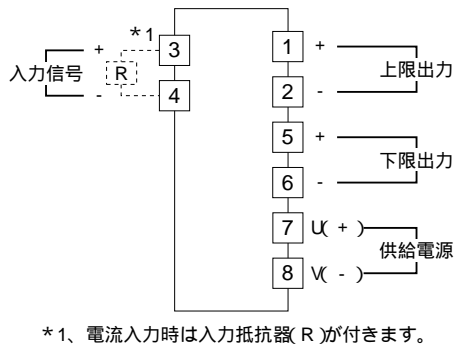 *1
+ 3 1 +
入力信号 R 上限出力
- 4 2 -
5 +
下限出力
6 -
7 U( + )
供給電源
8 V( - )
*1、電流入力時は入力抵抗器(R)が付きます。